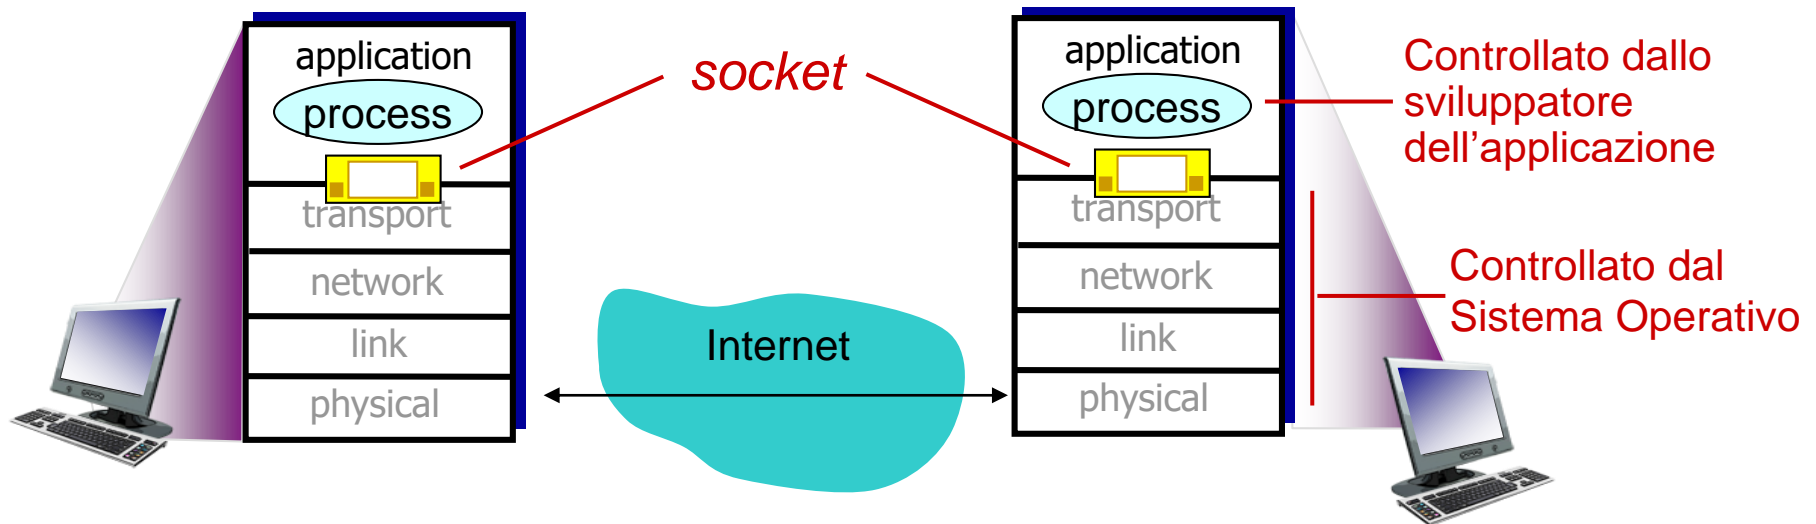 application
process
transport
network
link
physical
socket
Internet
application
process
transport
network
link
physical
Controllato dallo
sviluppatore
dell’applicazione
Controllato dal
Sistema Operativo